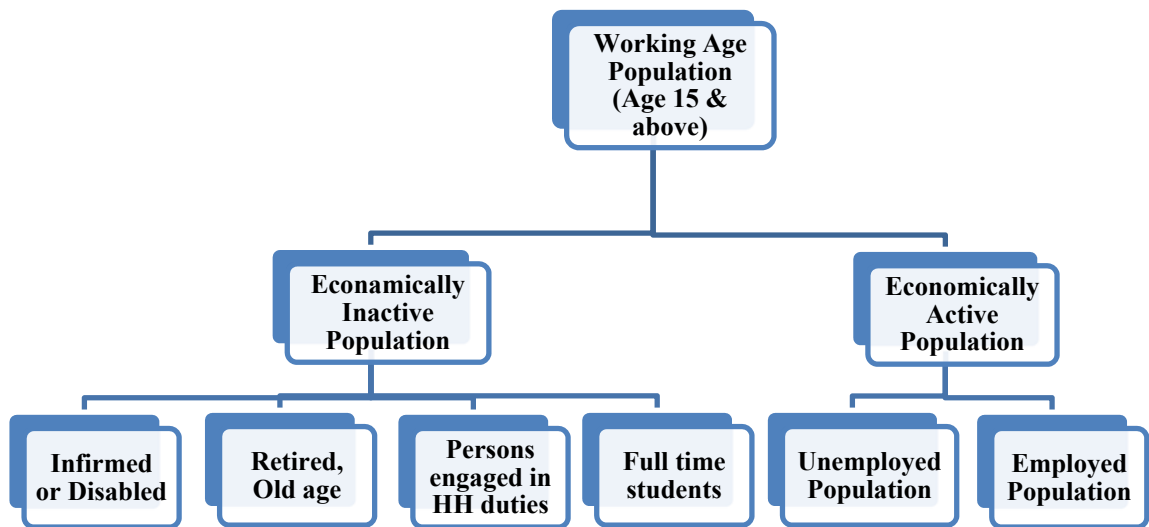 Working Age
Population
(Age 15 &
above)
Econamically
Inactive
Population
Economically
Active
Population
Infirmed
or Disabled
Retired,
Old age
Persons
engaged in
HH duties
Full time
students
Unemployed
Population
Employed
Population